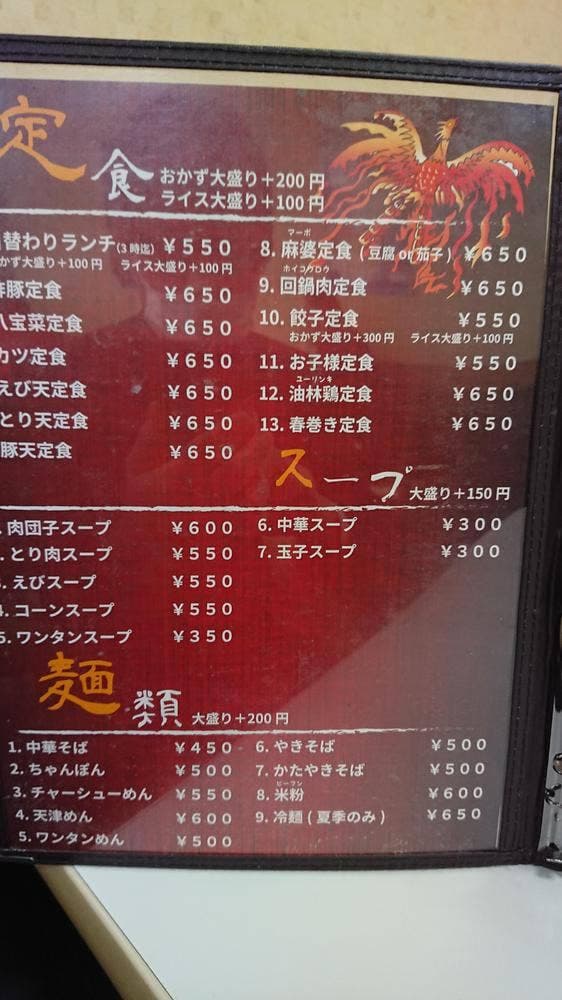 定食 おかず大盛り＋200円
ライス大盛り＋100円
替わりランチ(3時迄) ￥550
かず大盛り＋100円 ライス大盛り＋100円
豚定食 ￥650
八宝菜定食 ￥650
カツ定食 ￥650
えび天定食 ￥650
とり天定食 ￥650
豚天定食 ￥650
マーボ
8. 麻婆定食 (豆腐or茄子) ￥650
ホイコウロウ
9. 回鍋肉定食 ￥650
10. 餃子定食 ￥550
おかず大盛り＋300円 ライス大盛り＋100円
11. お子様定食 ￥550
ユーリンキ
12. 油林鶏定食 ￥650
13. 春巻き定食 ￥650
スープ 大盛り＋150円
. 肉団子スープ ￥600
. とり肉スープ ￥550
. えびスープ ￥550
4. コーンスープ ￥550
5. ワンタンスープ ￥350
6. 中華スープ ￥300
7. 玉子スープ ￥300
麺類 大盛り＋200円
1. 中華そば ￥450
2. ちゃんぽん ￥500
3. チャーシューめん ￥550
4. 天津めん ￥600
5. ワンタンめん ￥500
6. やきそば ￥500
7. かたやきそば ￥500
ビーフン
8. 米粉 ￥600
9. 冷麺 (夏季のみ) ￥650